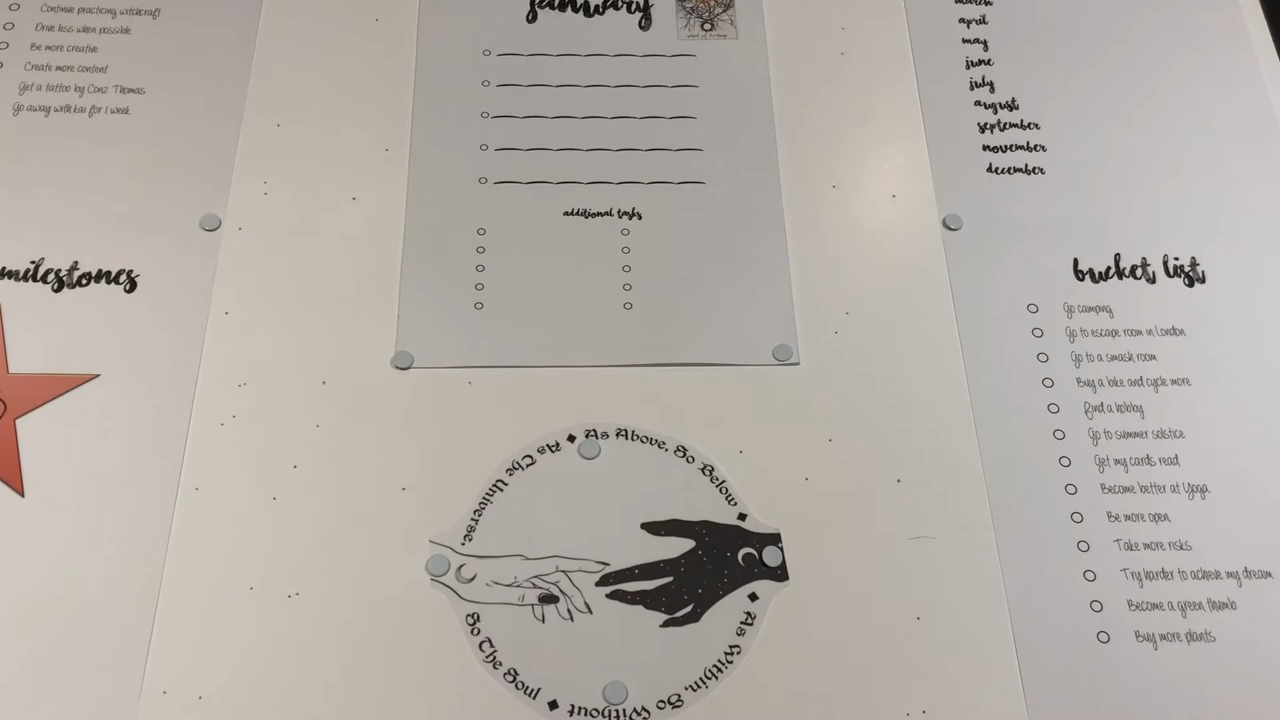 Continue practicing witchcraft
Drive less when possible
Be more creative
Create more content
Get a tattoo by Conz Thomas
Go away with kai for 1 week
milestones
january
additional tasks
As Above, So Below ◆ As Within, So Without ◆ As The Universe, So The Soul ◆
march
april
may
june
july
august
september
november
december
bucket list
Go camping
Go to escape room in London
Go to a smash room
Buy a bike and cycle more
find a hobby
Go to summer solstice
Get my cards read
Become better at Yoga
Be more open
Take more risks
Try harder to achieve my dream
Become a green thumb
Buy more plants